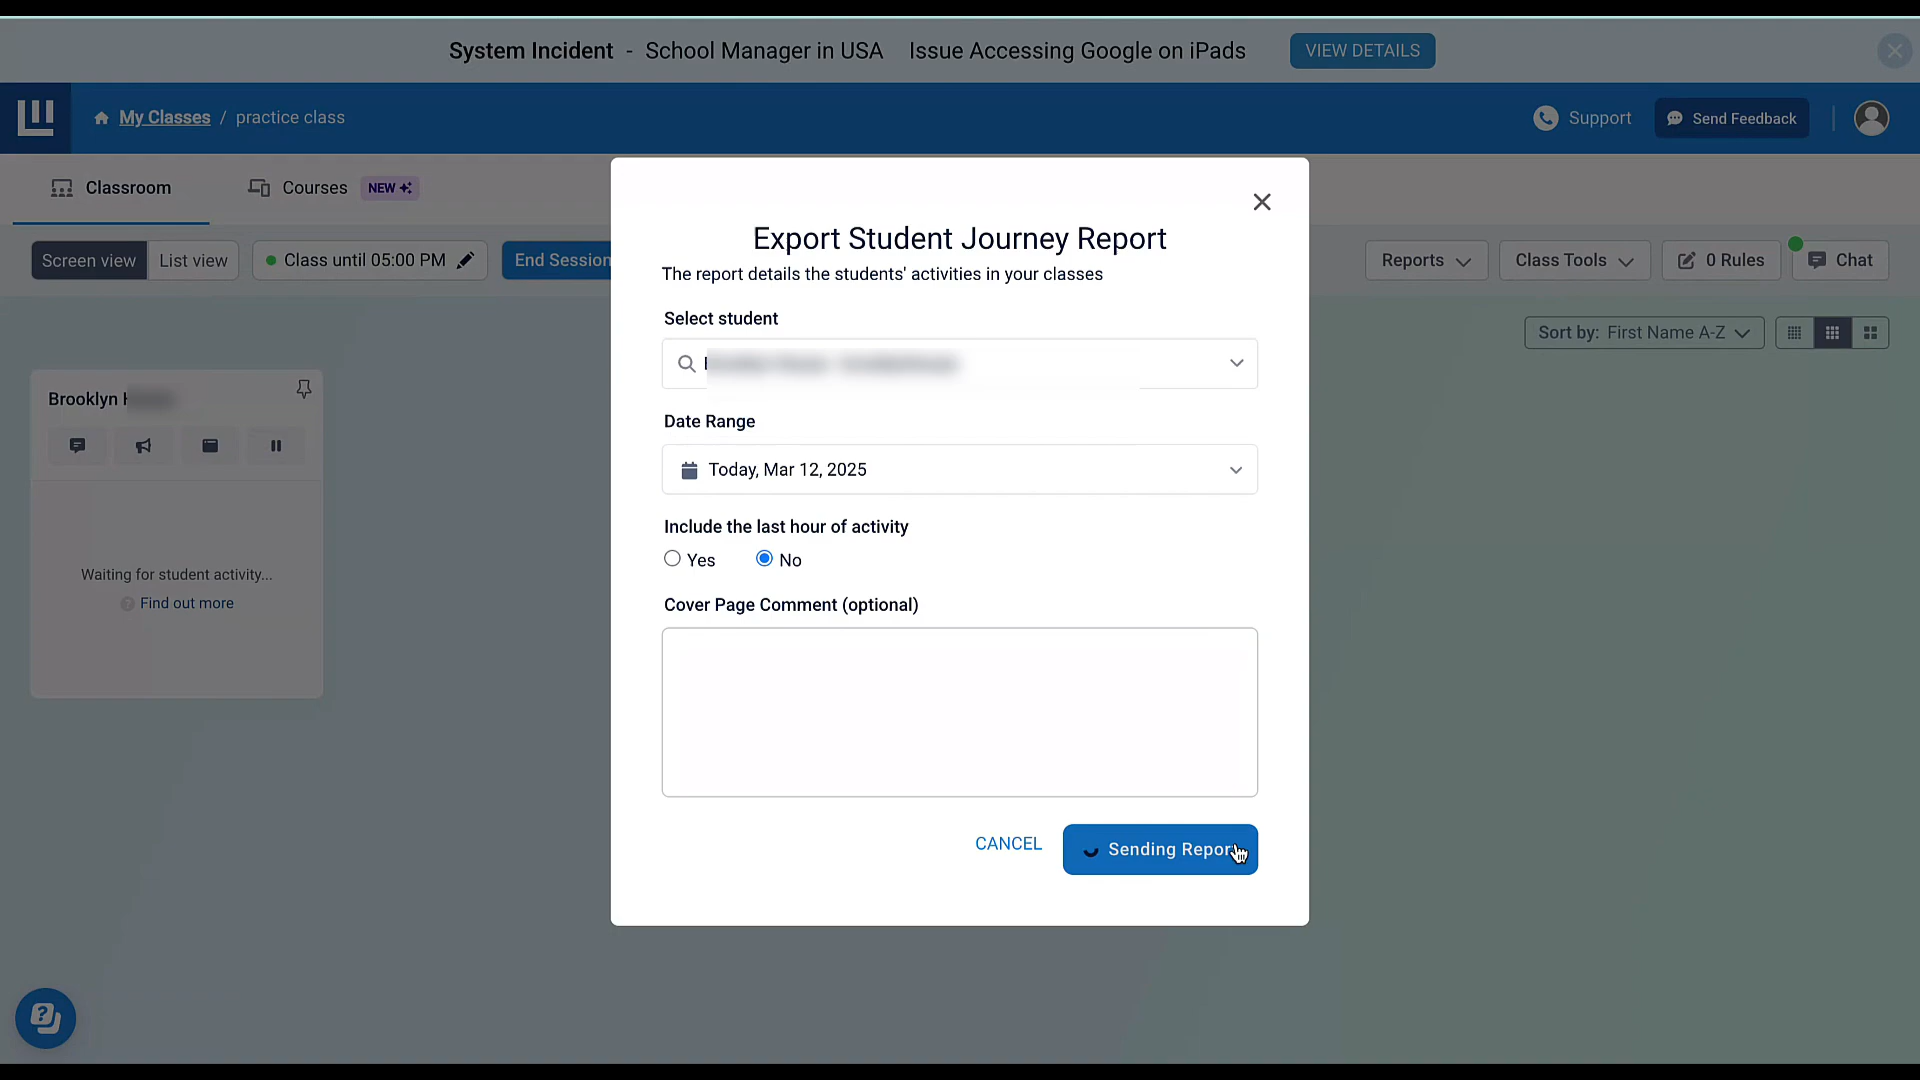 System Incident - School Manager in USA Issue Accessing Google on iPads VIEW DETAILS
My Classes / practice class
Support
Send Feedback
Classroom
Courses NEW
Screen view
List view
Class until 05:00 PM
End Session
Reports
Class Tools
0 Rules
Chat
Sort by: First Name A-Z
Brooklyn
Waiting for student activity...
Find out more
Export Student Journey Report
The report details the students' activities in your classes
Select student
Date Range
Today, Mar 12, 2025
Include the last hour of activity
Yes
No
Cover Page Comment (optional)
CANCEL
Sending Report